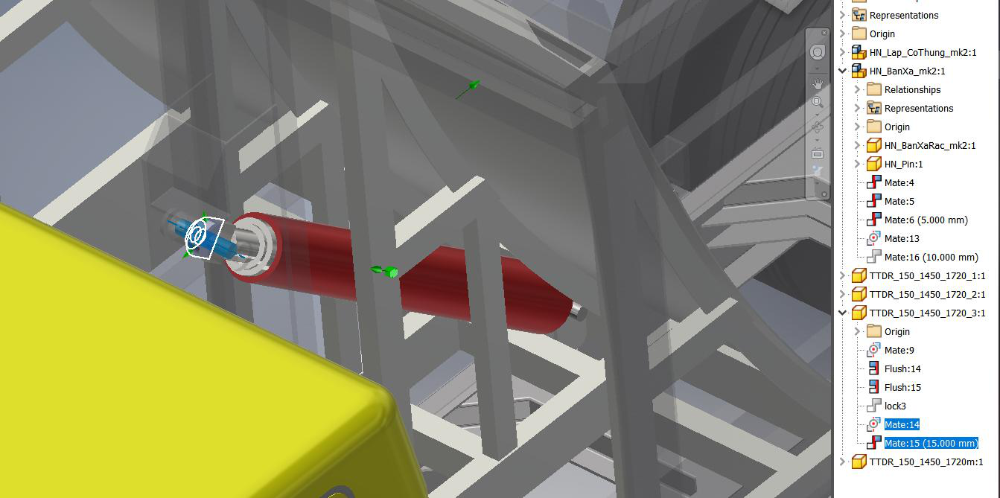 Representations
Origin
HN_Lap_CoThung_mk2:1
HN_BanXa_mk2:1
Relationships
Representations
Origin
HN_BanXaRac_mk2:1
HN_Pin:1
Mate:4
Mate:5
Mate:6 (5.000 mm)
Mate:13
Mate:16 (10.000 mm)
TTDR_150_1450_1720_1:1
TTDR_150_1450_1720_2:1
TTDR_150_1450_1720_3:1
Origin
Mate:9
Flush:14
Flush:15
lock3
Mate:14
Mate:15 (15.000 mm)
TTDR_150_1450_1720m:1